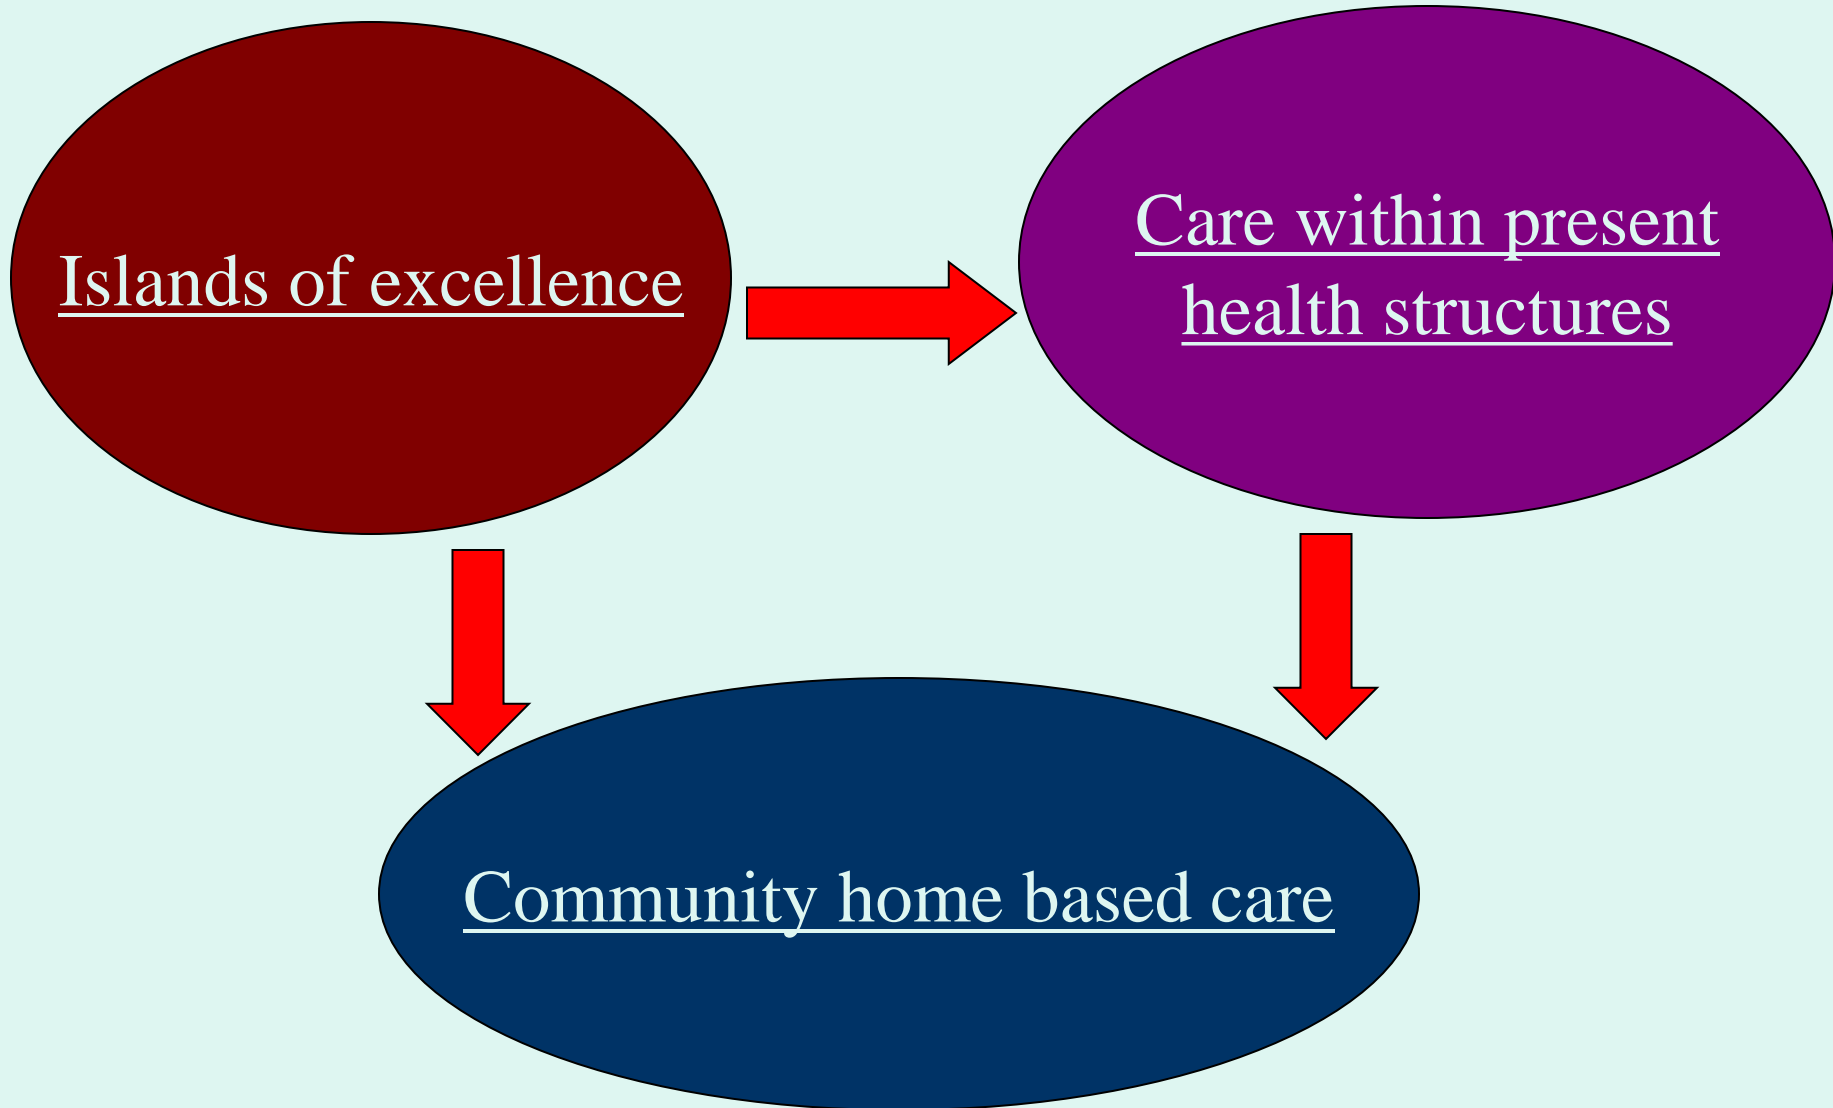 Islands of excellence
Care within present
health structures
Community home based care